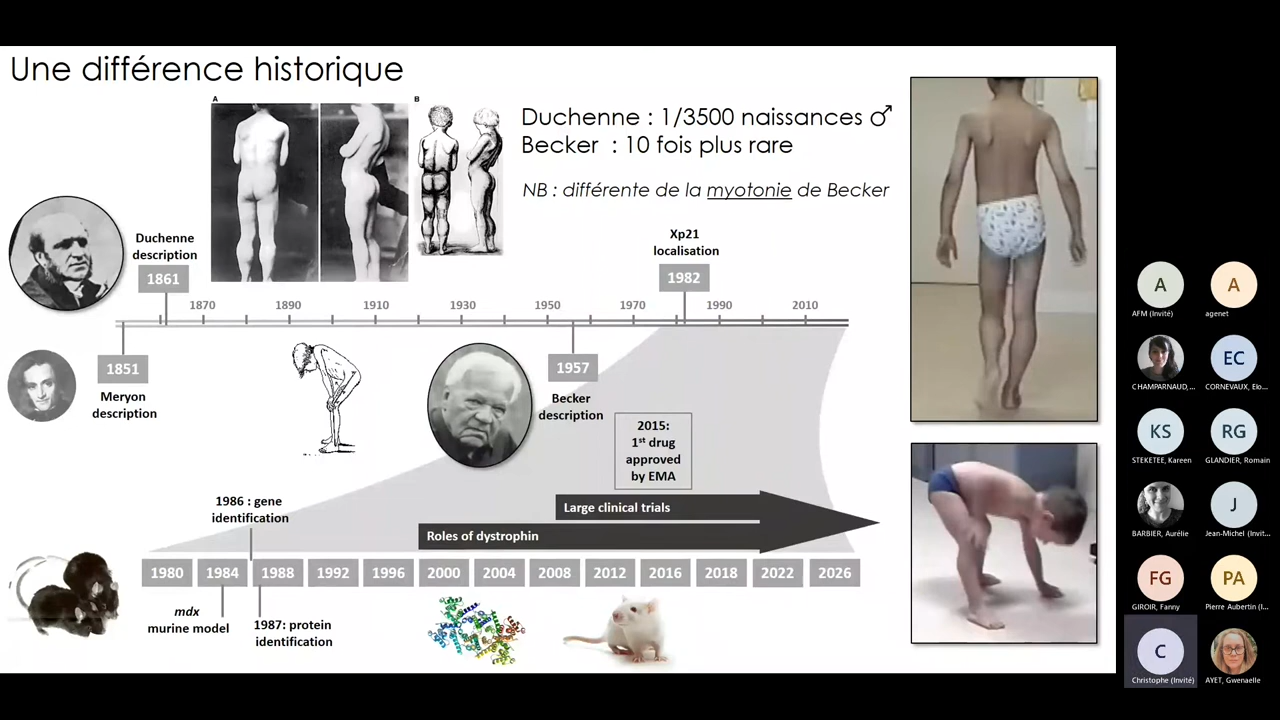 Une différence historique
A
B
Duchenne : 1/3500 naissances ♂
Becker : 10 fois plus rare
NB : différente de la myotonie de Becker
Duchenne
description
1861
Xp21
localisation
1982
1870
1890
1910
1930
1950
1970
1990
2010
1851
Meryon
description
1957
Becker
description
2015:
1st drug
approved
by EMA
1986 : gene
identification
Large clinical trials
Roles of dystrophin
1980
1984
1988
1992
1996
2000
2004
2008
2012
2016
2018
2022
2026
mdx
murine model
1987: protein
identification
A
AFM (Invité)
A
agenet
CHAMPARNAUD, ...
EC
CORNEVAUX, Elo...
KS
STEKETEE, Kareen
RG
GLANDIER, Romain
BARBIER, Aurélie
J
Jean-Michel (Invit...
FG
GIROIR, Fanny
PA
Pierre Aubertin (I...
C
Christophe (Invité)
AYET, Gwenaelle